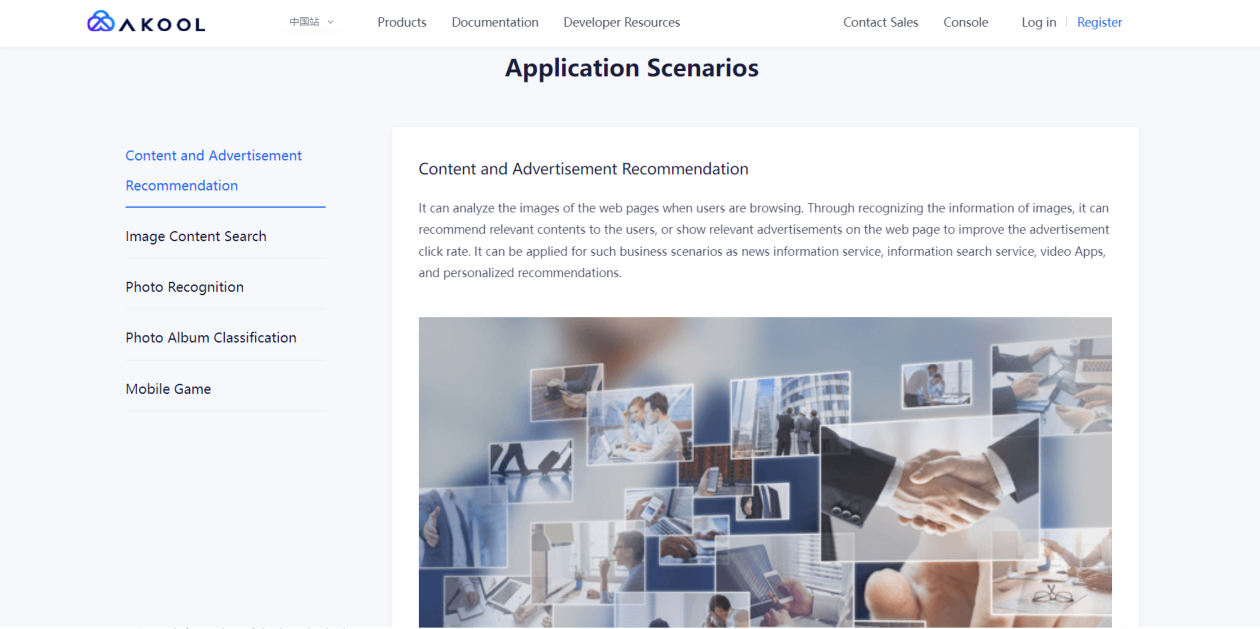 AKOOL
中国站
Products
Documentation
Developer Resources
Contact Sales
Console
Log in
Register
Application Scenarios
Content and Advertisement
Recommendation
Image Content Search
Photo Recognition
Photo Album Classification
Mobile Game
Content and Advertisement Recommendation
It can analyze the images of the web pages when users are browsing. Through recognizing the information of images, it can
recommend relevant contents to the users, or show relevant advertisements on the web page to improve the advertisement
click rate. It can be applied for such business scenarios as news information service, information search service, video Apps,
and personalized recommendations.